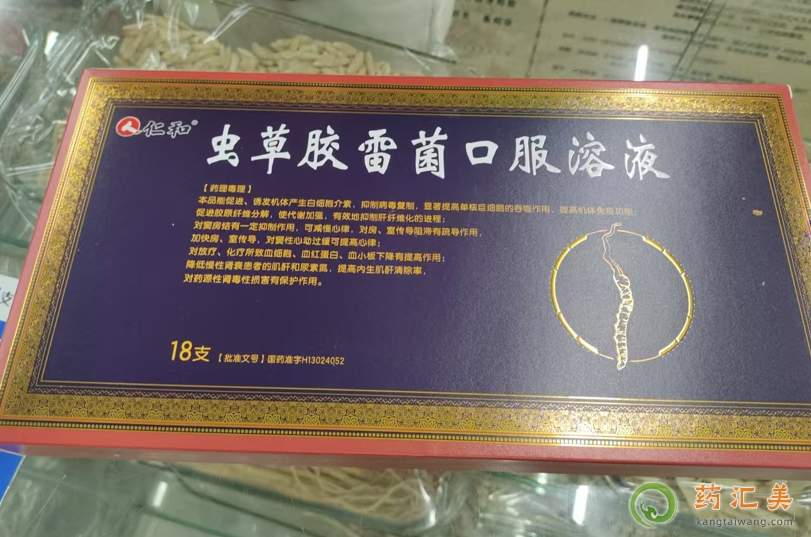 仁和®
虫草胶雷菌口服溶液
【药理毒理】
本品能促进、诱发机体产生白细胞介素，抑制病毒复制，显著提高单核巨细胞的吞噬作用，提高机体免疫功能；
促进胶原纤维分解，使代谢加强，有效地抑制肝纤维化的进程；
对窦房结有一定抑制作用，可减慢心律，对房、室传导阻滞有疏导作用，
加快房、室传导，对窦性心动过缓可提高心律；
对放疗、化疗所致血细胞、血红蛋白、血小板下降有提高作用；
降低慢性肾衰患者的肌酐和尿素氮，提高内生肌酐清除率，
对药源性肾毒性损害有保护作用。
18支 【批准文号】国药准字H13024052
支
药汇美
kangtaiwang.com